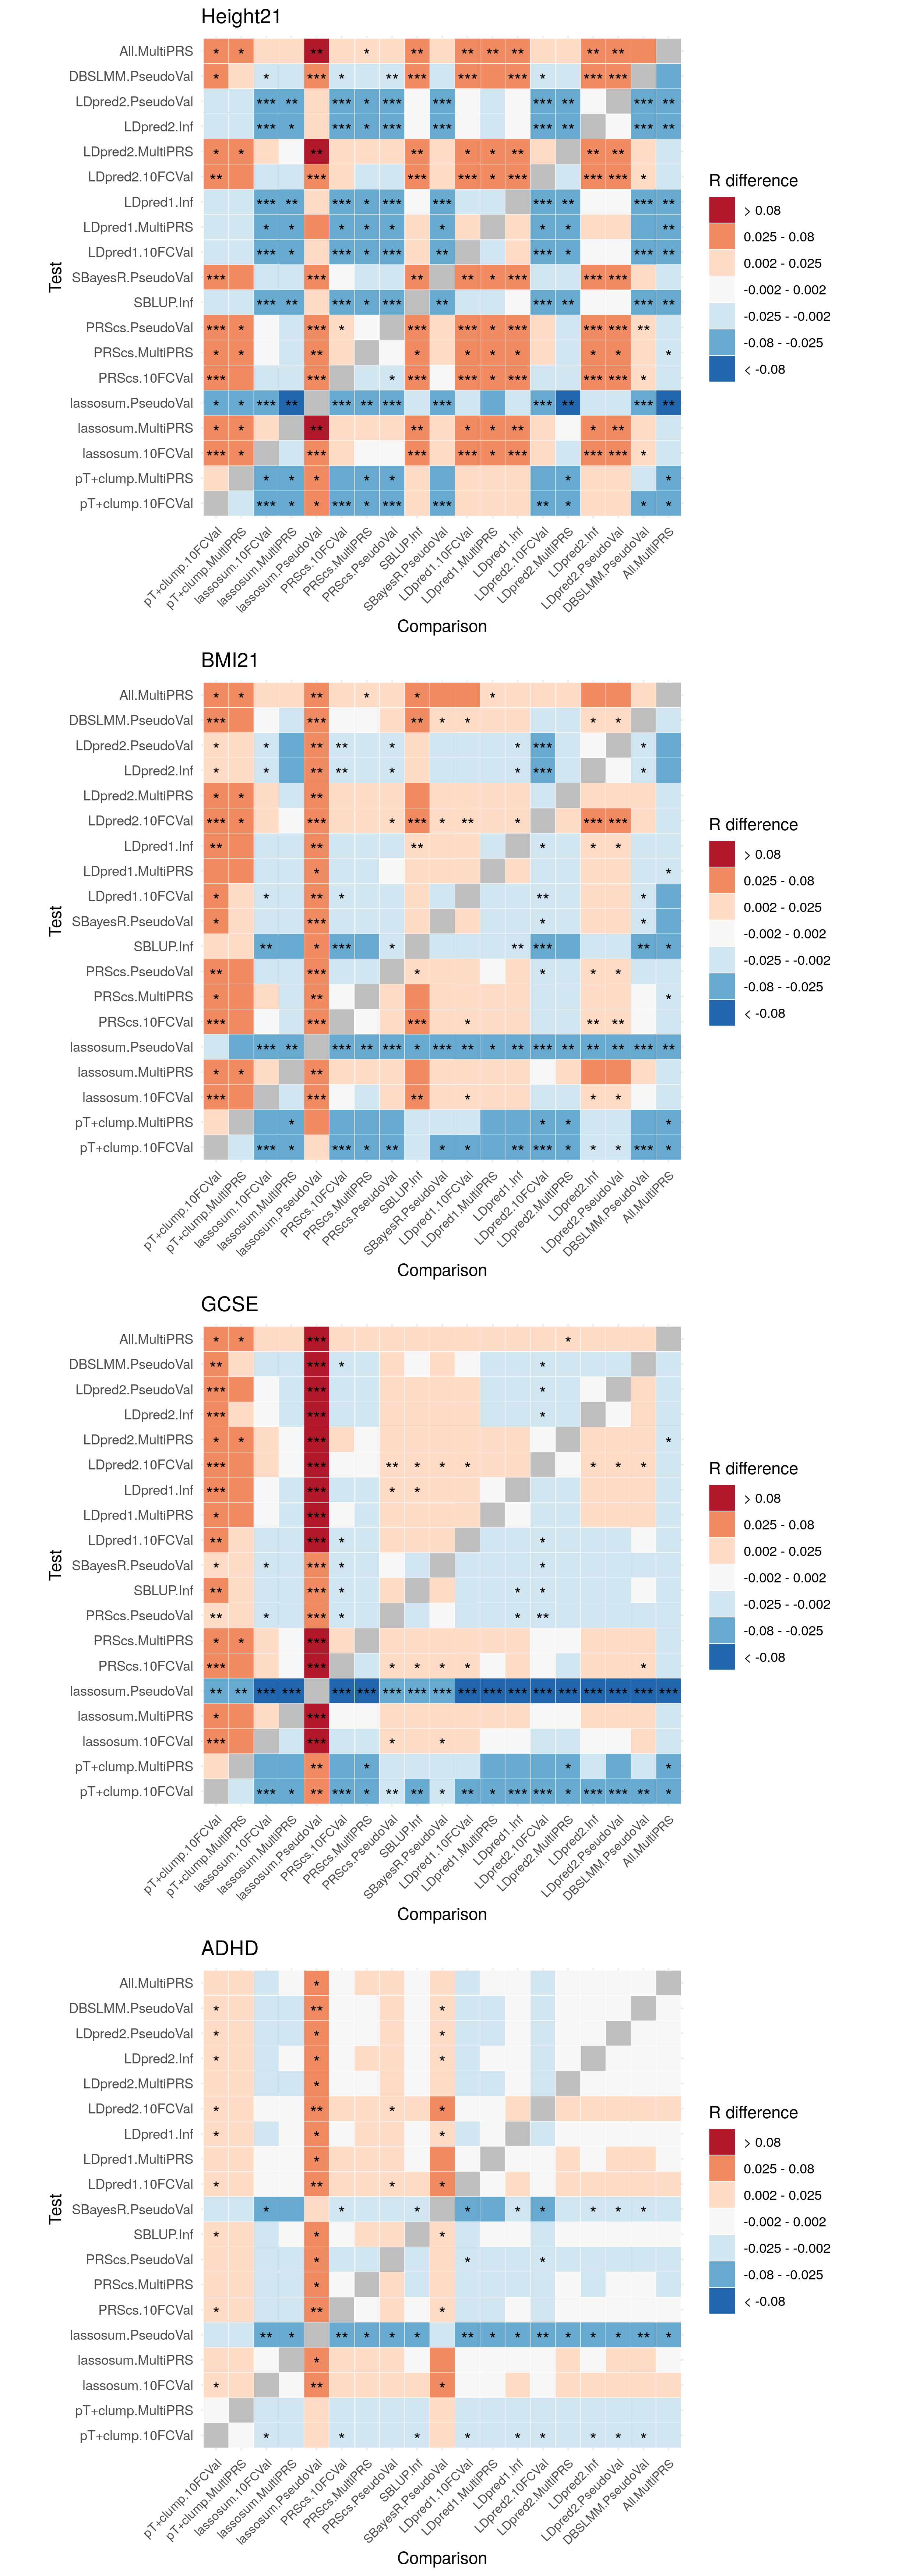 Height21
All.MultiPRS
DBSLMM.PseudoVal
LDpred2.PseudoVal
LDpred2.Inf
LDpred2.MultiPRS
LDpred2.10FCVal
LDpred1.Inf
LDpred1.MultiPRS
LDpred1.10FCVal
SBayesR.PseudoVal
SBLUP.Inf
PRScs.PseudoVal
PRScs.MultiPRS
PRScs.10FCVal
lassosum.PseudoVal
lassosum.MultiPRS
lassosum.10FCVal
pT+clump.MultiPRS
pT+clump.10FCVal
Test
pT+clump.10FCVal
pT+clump.MultiPRS
lassosum.10FCVal
lassosum.MultiPRS
lassosum.PseudoVal
PRScs.10FCVal
PRScs.MultiPRS
PRScs.PseudoVal
SBLUP.Inf
SBayesR.PseudoVal
LDpred1.10FCVal
LDpred1.MultiPRS
LDpred1.Inf
LDpred2.10FCVal
LDpred2.MultiPRS
LDpred2.Inf
LDpred2.PseudoVal
DBSLMM.PseudoVal
All.MultiPRS
Comparison
R difference
> 0.08
0.025 - 0.08
0.002 - 0.025
-0.002 - 0.002
-0.025 - -0.002
-0.08 - -0.025
< -0.08
BMI21
All.MultiPRS
DBSLMM.PseudoVal
LDpred2.PseudoVal
LDpred2.Inf
LDpred2.MultiPRS
LDpred2.10FCVal
LDpred1.Inf
LDpred1.MultiPRS
LDpred1.10FCVal
SBayesR.PseudoVal
SBLUP.Inf
PRScs.PseudoVal
PRScs.MultiPRS
PRScs.10FCVal
lassosum.PseudoVal
lassosum.MultiPRS
lassosum.10FCVal
pT+clump.MultiPRS
pT+clump.10FCVal
Test
pT+clump.10FCVal
pT+clump.MultiPRS
lassosum.10FCVal
lassosum.MultiPRS
lassosum.PseudoVal
PRScs.10FCVal
PRScs.MultiPRS
PRScs.PseudoVal
SBLUP.Inf
SBayesR.PseudoVal
LDpred1.10FCVal
LDpred1.MultiPRS
LDpred1.Inf
LDpred2.10FCVal
LDpred2.MultiPRS
LDpred2.Inf
LDpred2.PseudoVal
DBSLMM.PseudoVal
All.MultiPRS
Comparison
R difference
> 0.08
0.025 - 0.08
0.002 - 0.025
-0.002 - 0.002
-0.025 - -0.002
-0.08 - -0.025
< -0.08
GCSE
All.MultiPRS
DBSLMM.PseudoVal
LDpred2.PseudoVal
LDpred2.Inf
LDpred2.MultiPRS
LDpred2.10FCVal
LDpred1.Inf
LDpred1.MultiPRS
LDpred1.10FCVal
SBayesR.PseudoVal
SBLUP.Inf
PRScs.PseudoVal
PRScs.MultiPRS
PRScs.10FCVal
lassosum.PseudoVal
lassosum.MultiPRS
lassosum.10FCVal
pT+clump.MultiPRS
pT+clump.10FCVal
Test
pT+clump.10FCVal
pT+clump.MultiPRS
lassosum.10FCVal
lassosum.MultiPRS
lassosum.PseudoVal
PRScs.10FCVal
PRScs.MultiPRS
PRScs.PseudoVal
SBLUP.Inf
SBayesR.PseudoVal
LDpred1.10FCVal
LDpred1.MultiPRS
LDpred1.Inf
LDpred2.10FCVal
LDpred2.MultiPRS
LDpred2.Inf
LDpred2.PseudoVal
DBSLMM.PseudoVal
All.MultiPRS
Comparison
R difference
> 0.08
0.025 - 0.08
0.002 - 0.025
-0.002 - 0.002
-0.025 - -0.002
-0.08 - -0.025
< -0.08
ADHD
All.MultiPRS
DBSLMM.PseudoVal
LDpred2.PseudoVal
LDpred2.Inf
LDpred2.MultiPRS
LDpred2.10FCVal
LDpred1.Inf
LDpred1.MultiPRS
LDpred1.10FCVal
SBayesR.PseudoVal
SBLUP.Inf
PRScs.PseudoVal
PRScs.MultiPRS
PRScs.10FCVal
lassosum.PseudoVal
lassosum.MultiPRS
lassosum.10FCVal
pT+clump.MultiPRS
pT+clump.10FCVal
Test
pT+clump.10FCVal
pT+clump.MultiPRS
lassosum.10FCVal
lassosum.MultiPRS
lassosum.PseudoVal
PRScs.10FCVal
PRScs.MultiPRS
PRScs.PseudoVal
SBLUP.Inf
SBayesR.PseudoVal
LDpred1.10FCVal
LDpred1.MultiPRS
LDpred1.Inf
LDpred2.10FCVal
LDpred2.MultiPRS
LDpred2.Inf
LDpred2.PseudoVal
DBSLMM.PseudoVal
All.MultiPRS
Comparison
R difference
> 0.08
0.025 - 0.08
0.002 - 0.025
-0.002 - 0.002
-0.025 - -0.002
-0.08 - -0.025
< -0.08